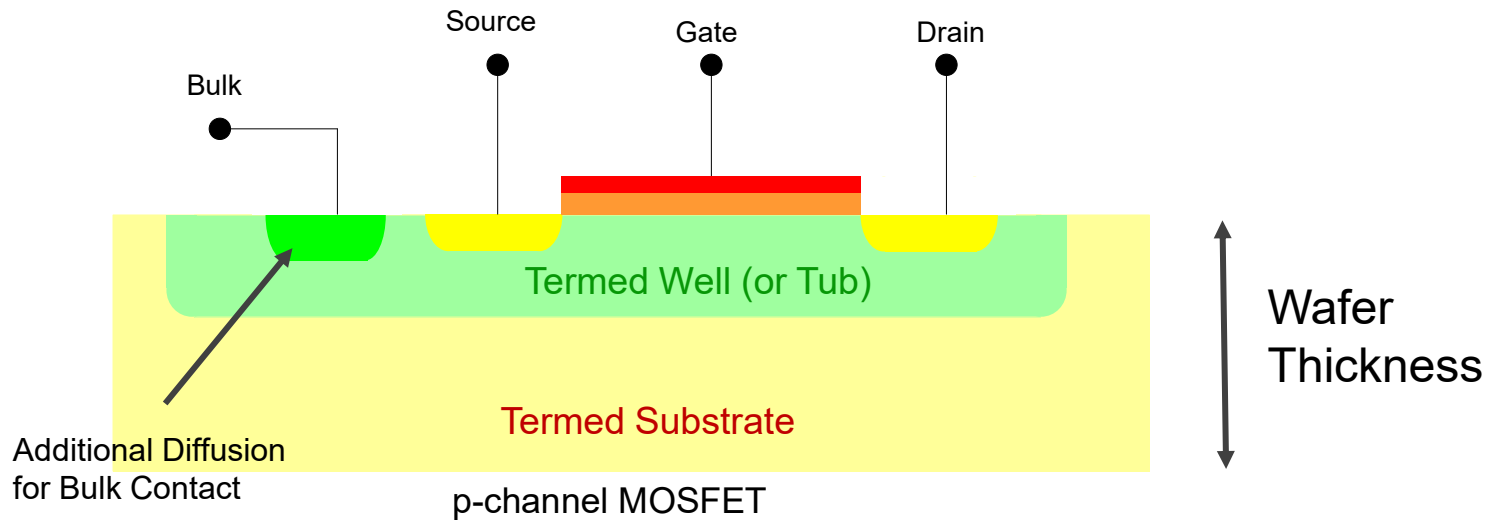 Source
Gate
Drain
Bulk
Termed Well (or Tub)
Wafer
Thickness
Termed Substrate
Additional Diffusion
for Bulk Contact
p-channel MOSFET